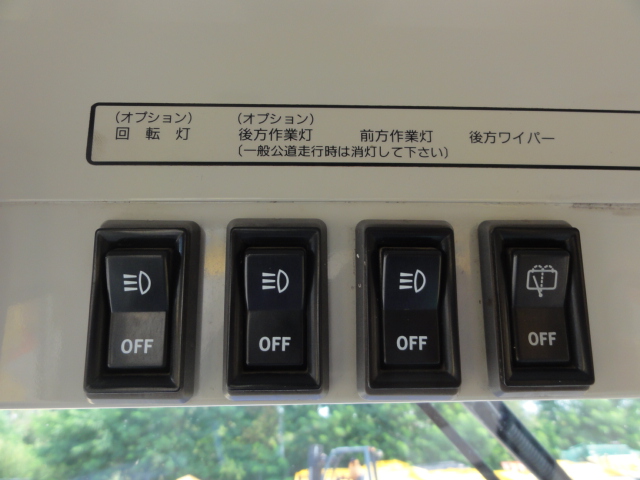 (オプション) (オプション)
回転灯 後方作業灯 前方作業灯 後方ワイパー
(一般公道走行時は消灯して下さい)
OFF OFF OFF OFF